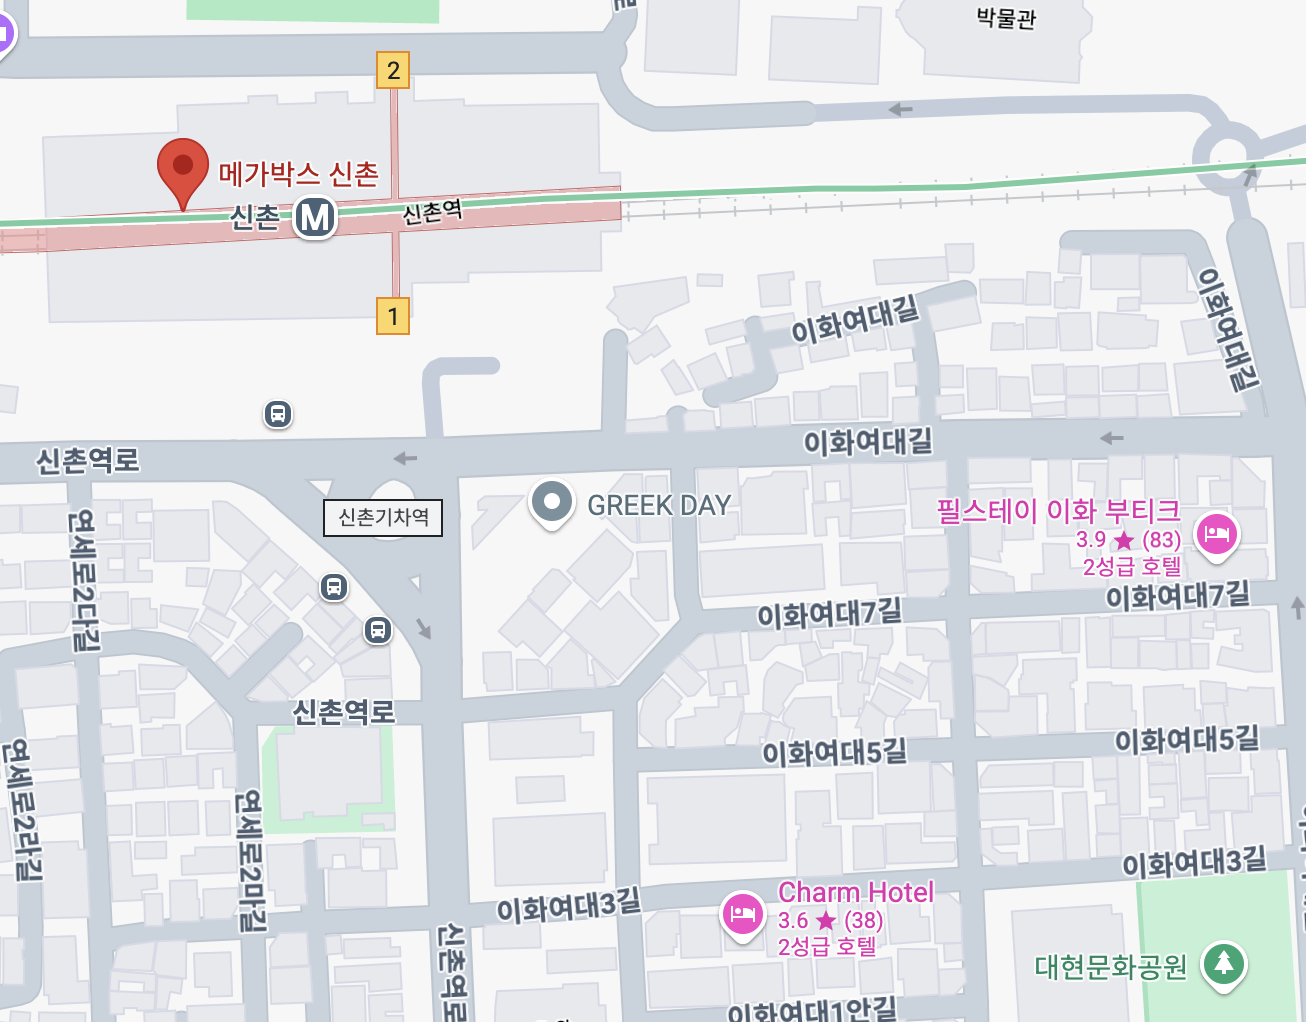 박물관
2
메가박스 신촌
신촌
M
신촌역
1
이화여대길
이화여대길
신촌역로
이화여대길
신촌기차역
GREEK DAY
필스테이 이화 부티크
3.9 ★ (83)
2성급 호텔
연세로2다길
이화여대7길
이화여대7길
신촌역로
이화여대5길
이화여대5길
연세로2라길
연세로2마길
이화여대3길
이화여대3길
Charm Hotel
3.6 ★ (38)
2성급 호텔
신촌역로
대현문화공원
이화여대1안길